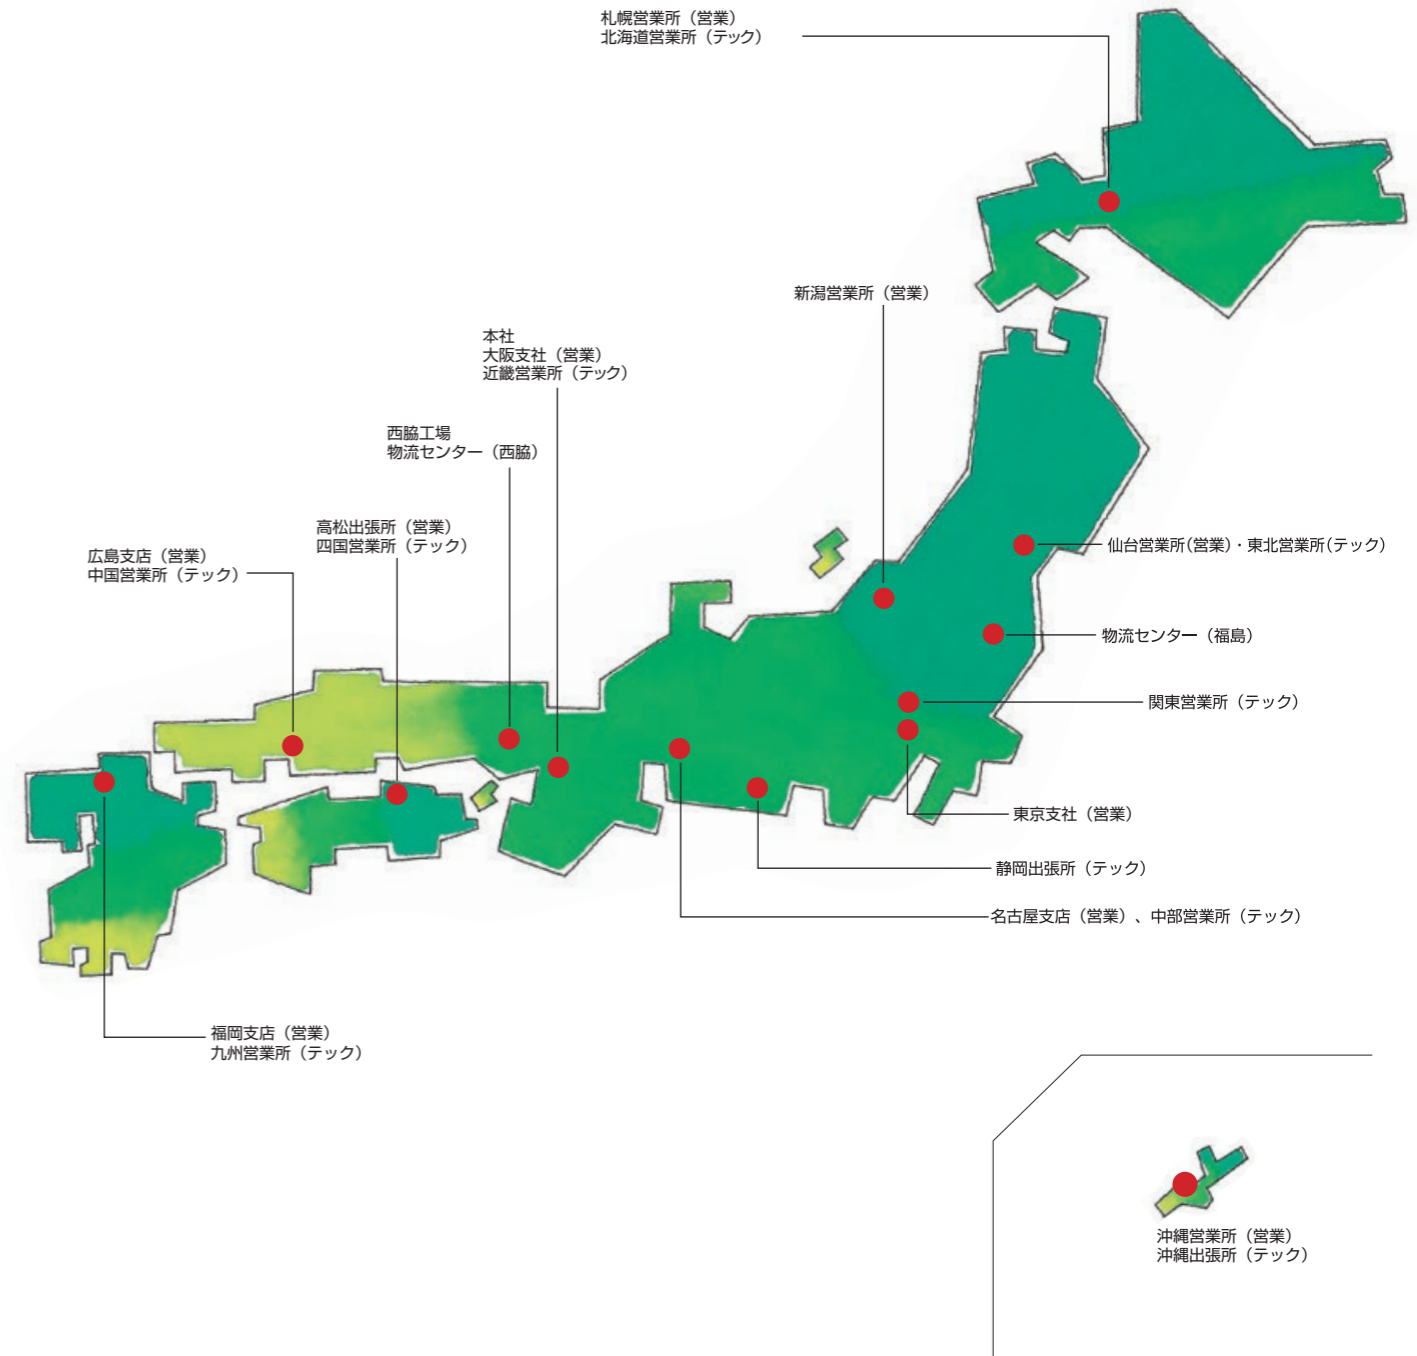 札幌営業所（営業）
北海道営業所（テック）
新潟営業所（営業）
本社
大阪支社（営業）
近畿営業所（テック）
西脇工場
物流センター（西脇）
高松出張所（営業）
四国営業所（テック）
広島支店（営業）
中国営業所（テック）
仙台営業所(営業)・東北営業所(テック)
物流センター（福島）
関東営業所（テック）
東京支社（営業）
静岡出張所（テック）
名古屋支店（営業）、中部営業所（テック）
福岡支店（営業）
九州営業所（テック）
沖縄営業所（営業）
沖縄出張所（テック）